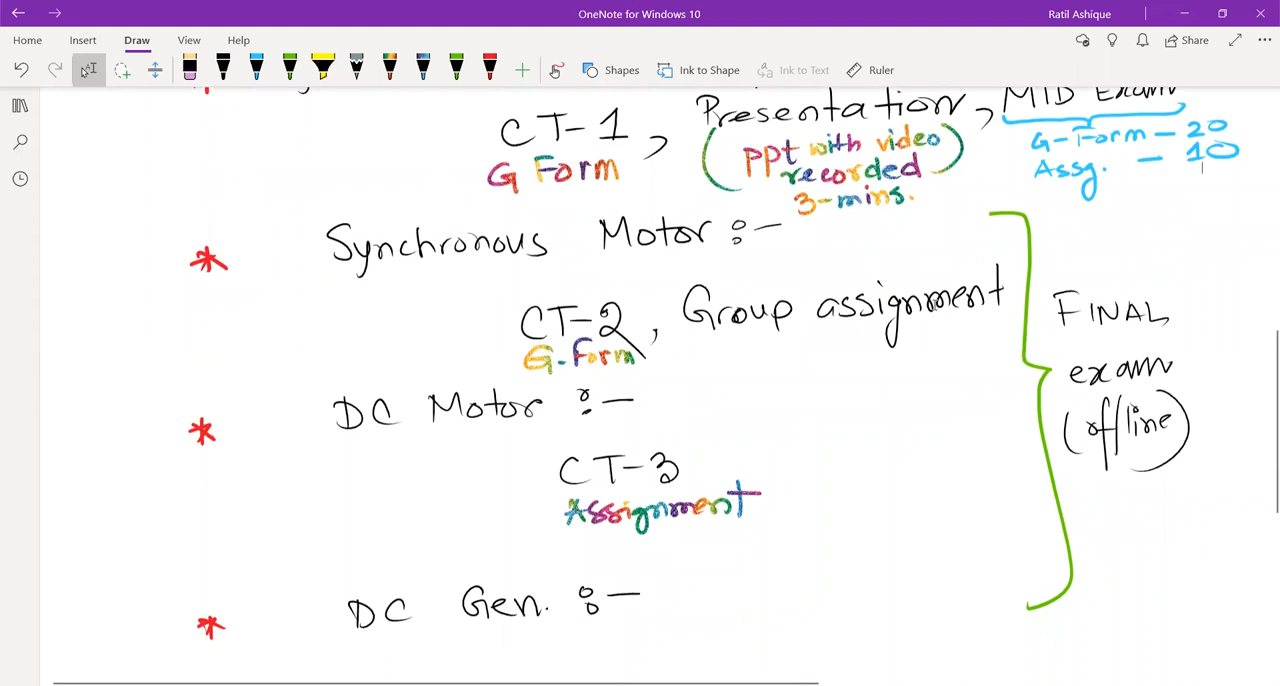 OneNote for Windows 10
Ratil Ashique
Home Insert Draw View Help
Share
Shapes Ink to Shape Ink to Text Ruler
CT-1, Presentation, MID Exam
G Form
(PPt with video
recorded)
3-mins.
G-Form - 20
Assg. - 10
* Synchronous Motor :-
CT-2, Group assignment
G-Form
* DC Motor :-
CT-3
Assignment
* DC Gen. :-
FINAL
exam
(offline)